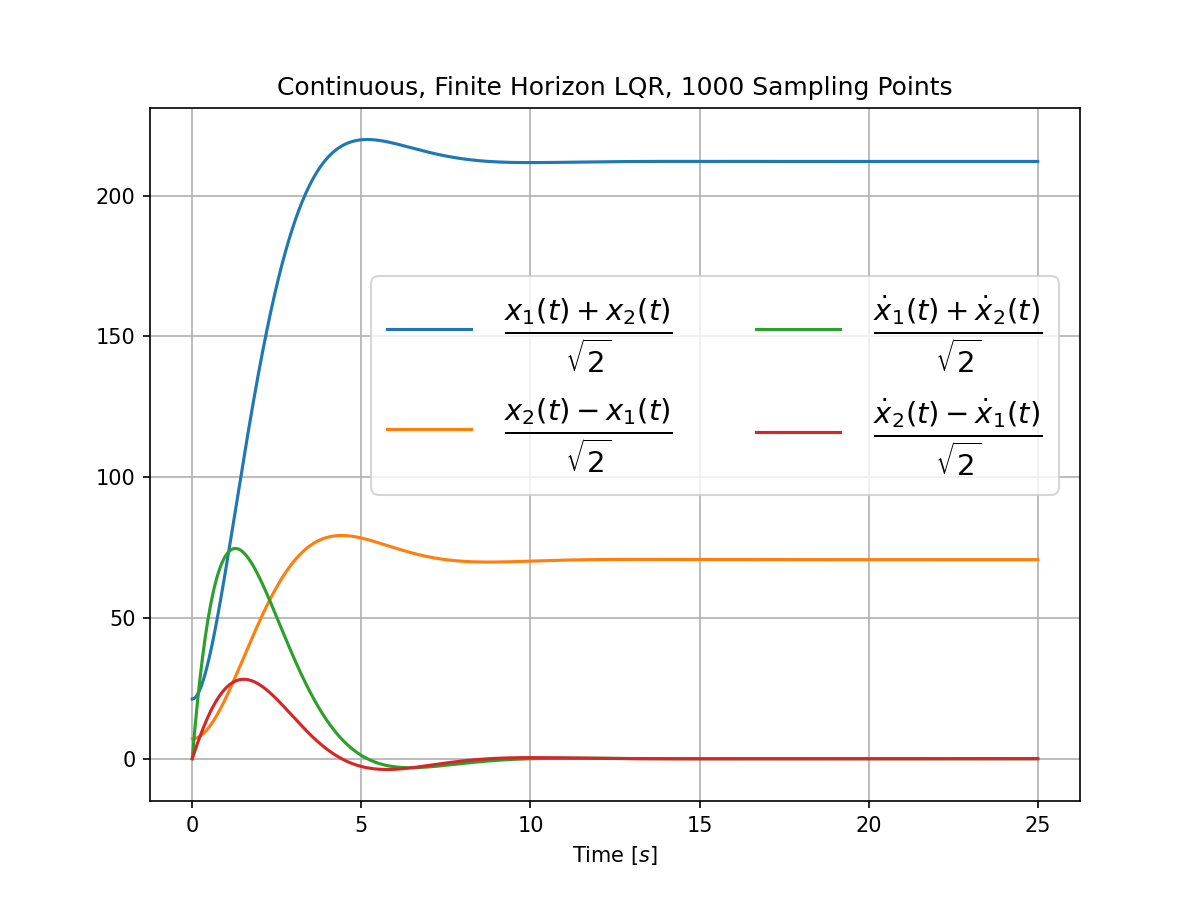 Continuous, Finite Horizon LQR, 1000 Sampling Points
200
150
100
50
0
(x₁(t) + x₂(t)) / √2
(x₂(t) − x₁(t)) / √2
(ẋ₁(t) + ẋ₂(t)) / √2
(ẋ₂(t) − ẋ₁(t)) / √2
0 5 10 15 20 25
Time [s]